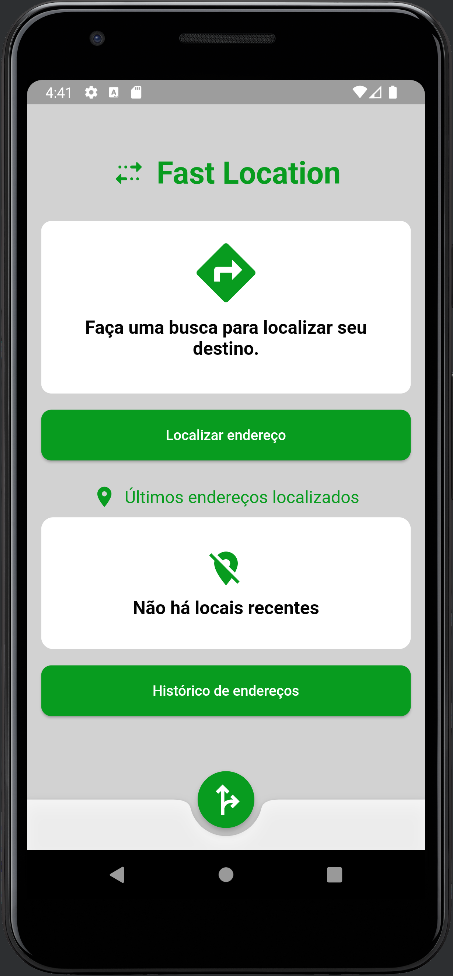 4:41
Fast Location
Faça uma busca para localizar seu
destino.
Localizar endereço
Últimos endereços localizados
Não há locais recentes
Histórico de endereços